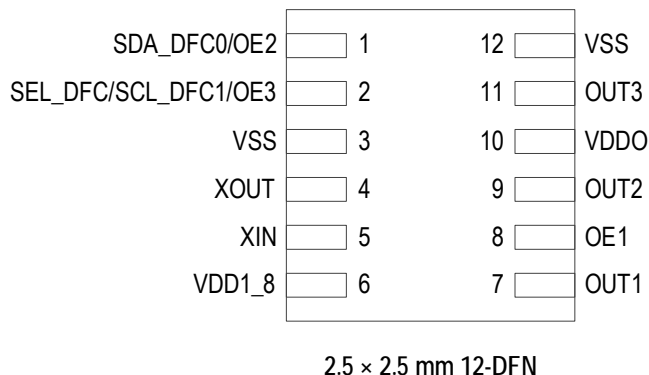 SDA_DFC0/OE2 1 12 VSS
SEL_DFC/SCL_DFC1/OE3 2 11 OUT3
VSS 3 10 VDDO
XOUT 4 9 OUT2
XIN 5 8 OE1
VDD1_8 6 7 OUT1
2.5 × 2.5 mm 12-DFN